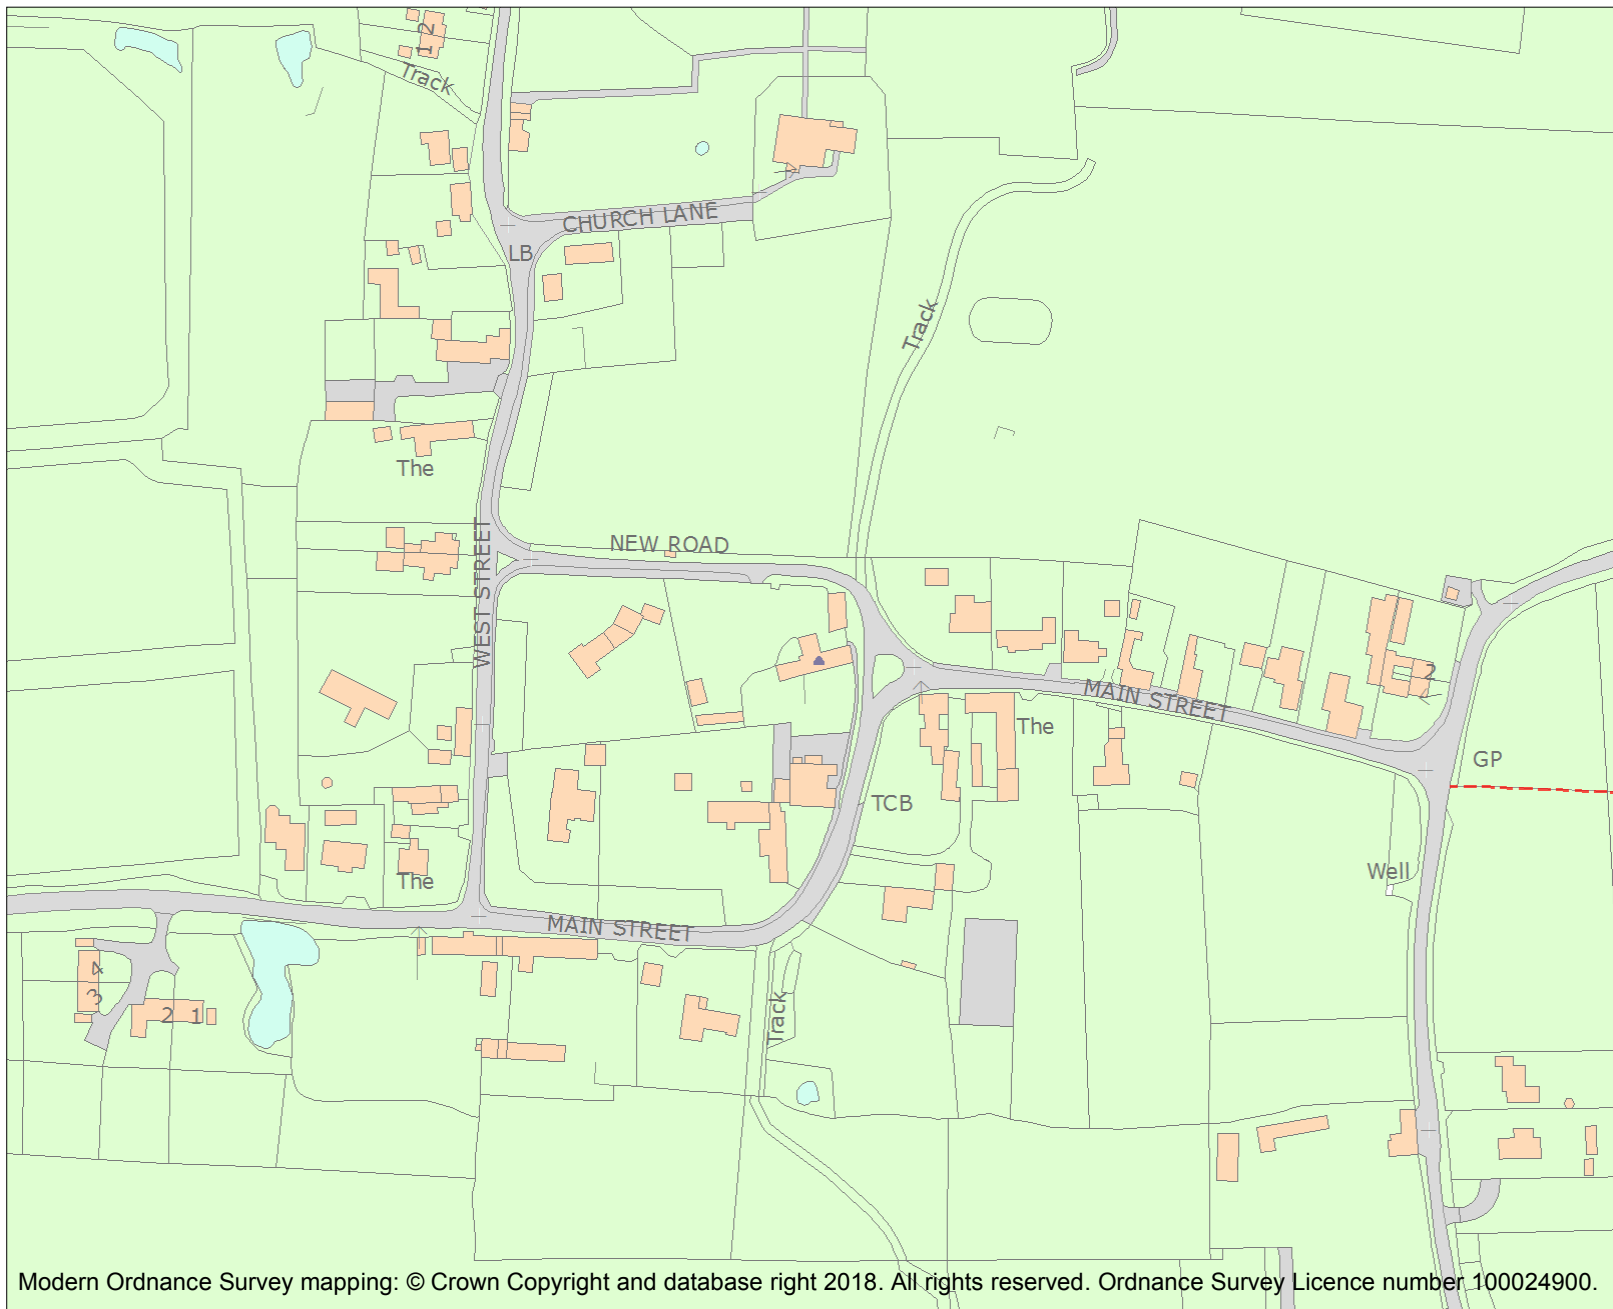 1 2
Track
CHURCH LANE
LB
Track
The
NEW ROAD
WEST STREET
2
MAIN STREET
The
GP
TCB
Well
The
MAIN STREET
4
3
2 1
Track
Modern Ordnance Survey mapping: © Crown Copyright and database right 2018. All rights reserved. Ordnance Survey Licence number 100024900.